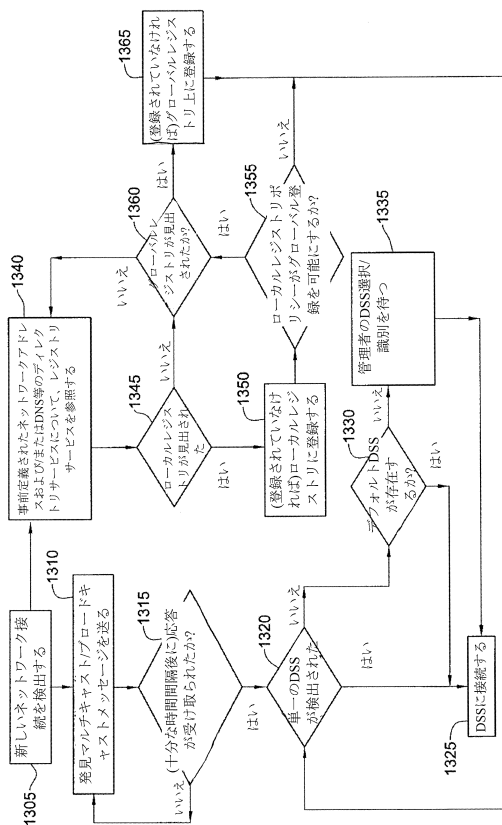 1305
新しいネットワーク接
続を検出する
1310
発見マルチキャスト/ブロードキ
ャストメッセージを送る
1315
(十分な時間間隔後に)応答
が受け取られたか?
いいえ
はい
1320
単一のDSS
が検出された
いいえ
はい
1325
DSSに接続する
1330
デフォルトDSS
が存在す
るか?
いいえ
はい
1335
管理者のDSS選択/
識別を待つ
1340
事前定義されたネットワークアドレ
スおよび/またはDNS等のディレク
トリサービスについて、レジストリ
サービスを参照する
1345
ローカルレジス
トリが見出され
た
いいえ
はい
1350
(登録されていなけ
れば)ローカルレジ
ストリに登録する
1355
ローカルレジストリポ
リシーがグローバル登
録を可能にするか?
はい
いいえ
1360
グローバルレ
ジストリが見出
されたか?
いいえ
はい
1365
(登録されていなけれ
ば)グローバルレジス
トリ上に登録する